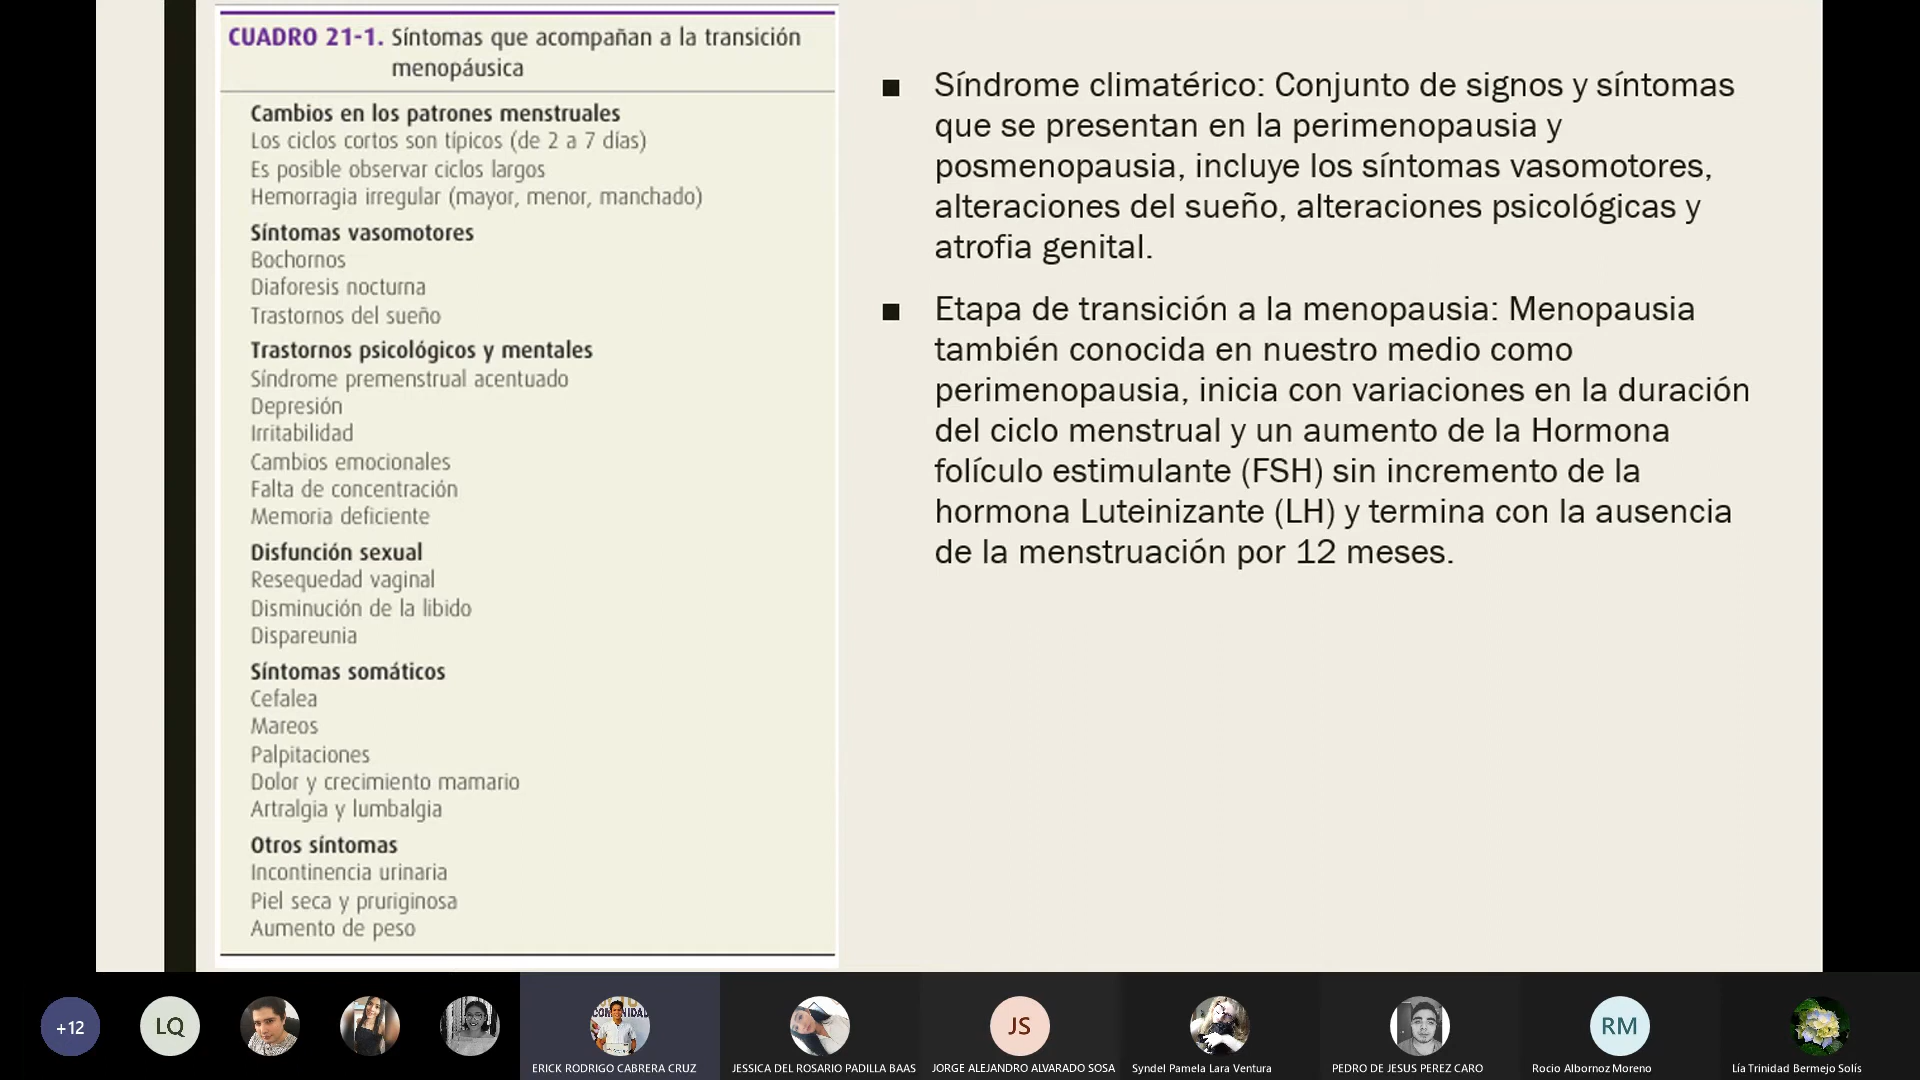 CUADRO 21-1. Síntomas que acompañan a la transición
menopáusica
Cambios en los patrones menstruales
Los ciclos cortos son típicos (de 2 a 7 días)
Es posible observar ciclos largos
Hemorragia irregular (mayor, menor, manchado)
Síntomas vasomotores
Bochornos
Diaforesis nocturna
Trastornos del sueño
Trastornos psicológicos y mentales
Síndrome premenstrual acentuado
Depresión
Irritabilidad
Cambios emocionales
Falta de concentración
Memoria deficiente
Disfunción sexual
Resequedad vaginal
Disminución de la libido
Dispareunia
Síntomas somáticos
Cefalea
Mareos
Palpitaciones
Dolor y crecimiento mamario
Artralgia y lumbalgia
Otros síntomas
Incontinencia urinaria
Piel seca y pruriginosa
Aumento de peso
■ Síndrome climatérico: Conjunto de signos y síntomas
que se presentan en la perimenopausia y
posmenopausia, incluye los síntomas vasomotores,
alteraciones del sueño, alteraciones psicológicas y
atrofia genital.
■ Etapa de transición a la menopausia: Menopausia
también conocida en nuestro medio como
perimenopausia, inicia con variaciones en la duración
del ciclo menstrual y un aumento de la Hormona
folículo estimulante (FSH) sin incremento de la
hormona Luteinizante (LH) y termina con la ausencia
de la menstruación por 12 meses.
+12
LQ
COMUNIDAD
JS
RM
ERICK RODRIGO CABRERA CRUZ
JESSICA DEL ROSARIO PADILLA BAAS
JORGE ALEJANDRO ALVARADO SOSA
Syndel Pamela Lara Ventura
PEDRO DE JESUS PEREZ CARO
Rocio Albornoz Moreno
Lía Trinidad Bermejo Solís